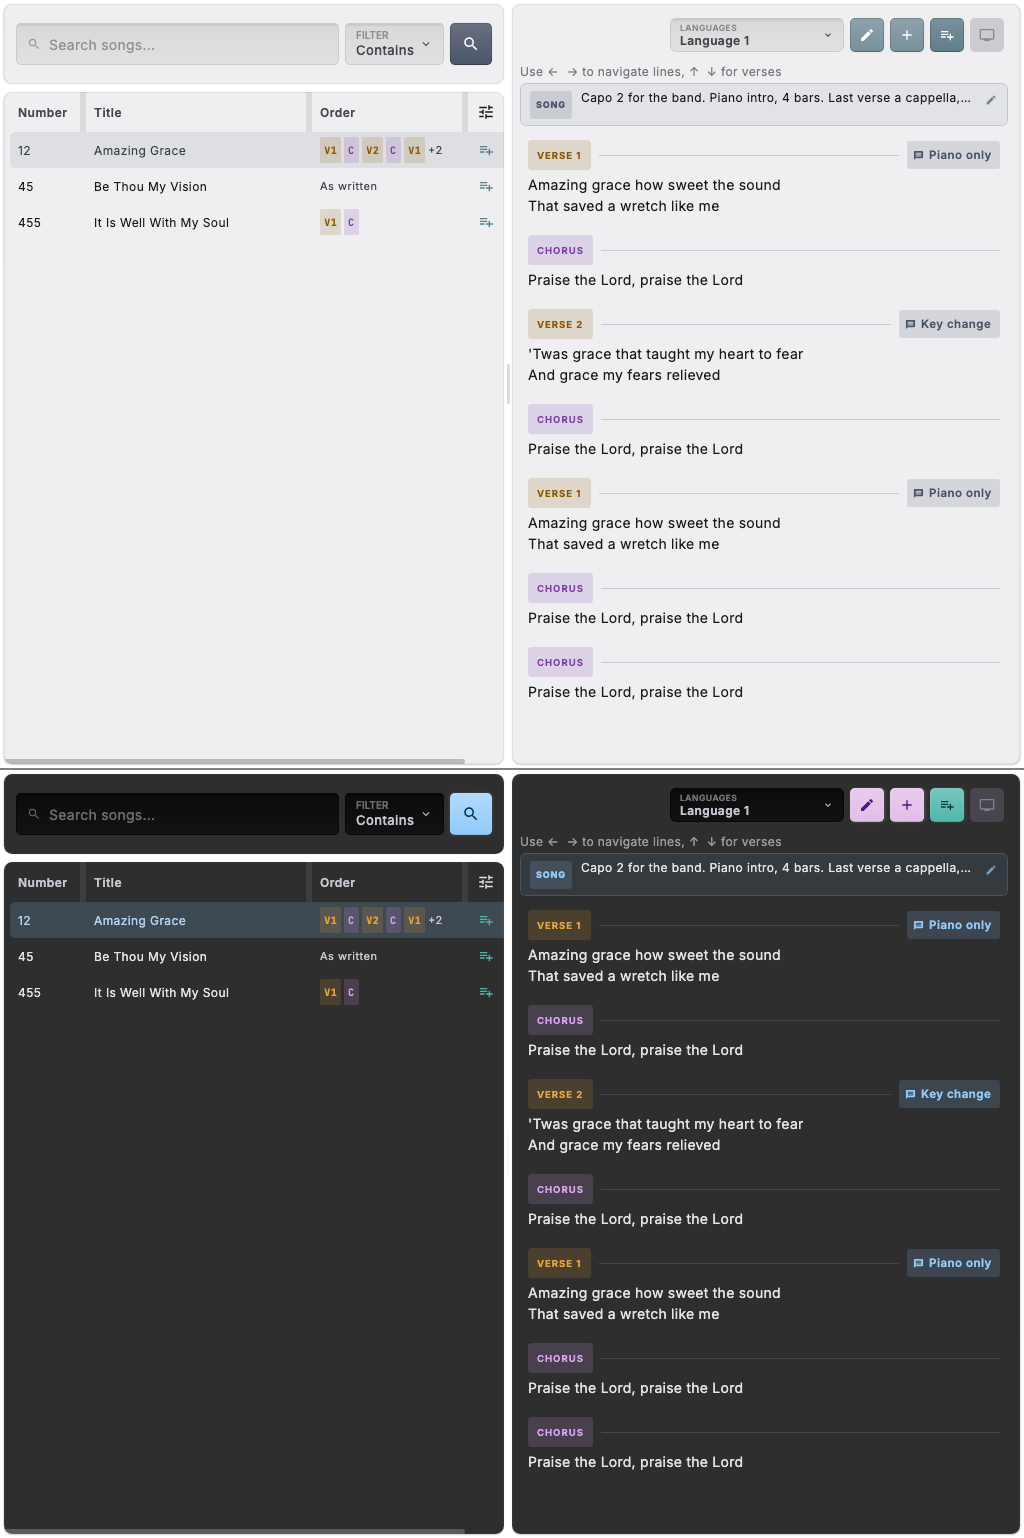 Search songs...
FILTER
Contains
Number Title Order
12 Amazing Grace V1 C V2 C V1 +2
45 Be Thou My Vision As written
455 It Is Well With My Soul V1 C
LANGUAGES
Language 1
Use ← → to navigate lines, ↑ ↓ for verses
SONG Capo 2 for the band. Piano intro, 4 bars. Last verse a cappella,...
VERSE 1 Piano only
Amazing grace how sweet the sound
That saved a wretch like me
CHORUS
Praise the Lord, praise the Lord
VERSE 2 Key change
'Twas grace that taught my heart to fear
And grace my fears relieved
CHORUS
Praise the Lord, praise the Lord
VERSE 1 Piano only
Amazing grace how sweet the sound
That saved a wretch like me
CHORUS
Praise the Lord, praise the Lord
CHORUS
Praise the Lord, praise the Lord
Search songs...
FILTER
Contains
Number Title Order
12 Amazing Grace V1 C V2 C V1 +2
45 Be Thou My Vision As written
455 It Is Well With My Soul V1 C
LANGUAGES
Language 1
Use ← → to navigate lines, ↑ ↓ for verses
SONG Capo 2 for the band. Piano intro, 4 bars. Last verse a cappella,...
VERSE 1 Piano only
Amazing grace how sweet the sound
That saved a wretch like me
CHORUS
Praise the Lord, praise the Lord
VERSE 2 Key change
'Twas grace that taught my heart to fear
And grace my fears relieved
CHORUS
Praise the Lord, praise the Lord
VERSE 1 Piano only
Amazing grace how sweet the sound
That saved a wretch like me
CHORUS
Praise the Lord, praise the Lord
CHORUS
Praise the Lord, praise the Lord